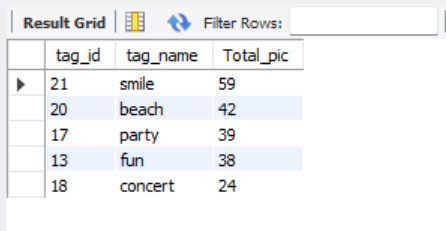 Result Grid Filter Rows:
tag_id tag_name Total_pic
21 smile 59
20 beach 42
17 party 39
13 fun 38
18 concert 24